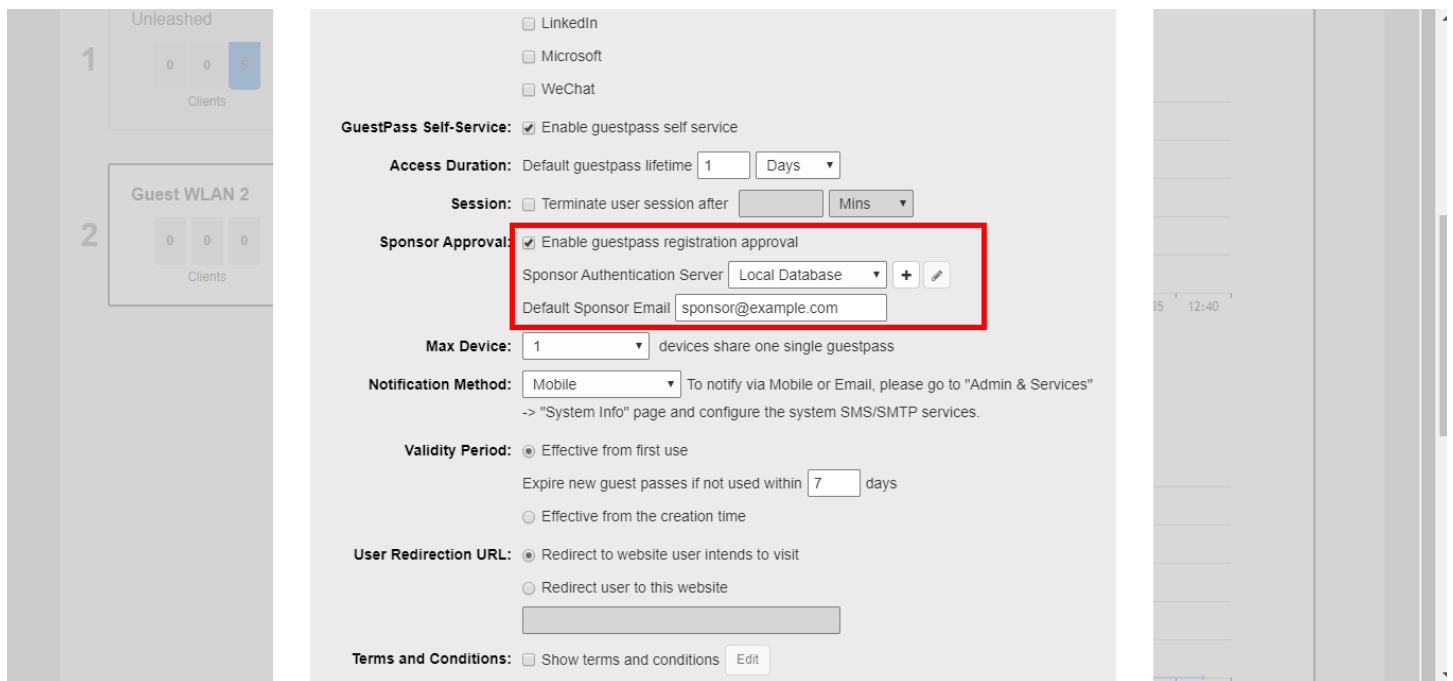 Unleashed
1
0 0 5
Clients
Guest WLAN 2
2
0 0 0
Clients
LinkedIn
Microsoft
WeChat
GuestPass Self-Service: Enable guestpass self service
Access Duration: Default guestpass lifetime 1 Days
Session: Terminate user session after Mins
Sponsor Approval: Enable guestpass registration approval
Sponsor Authentication Server Local Database
Default Sponsor Email sponsor@example.com
Max Device: 1 devices share one single guestpass
Notification Method: Mobile To notify via Mobile or Email, please go to "Admin & Services"
-> "System Info" page and configure the system SMS/SMTP services.
Validity Period: Effective from first use
Expire new guest passes if not used within 7 days
Effective from the creation time
User Redirection URL: Redirect to website user intends to visit
Redirect user to this website
Terms and Conditions: Show terms and conditions Edit
12:40